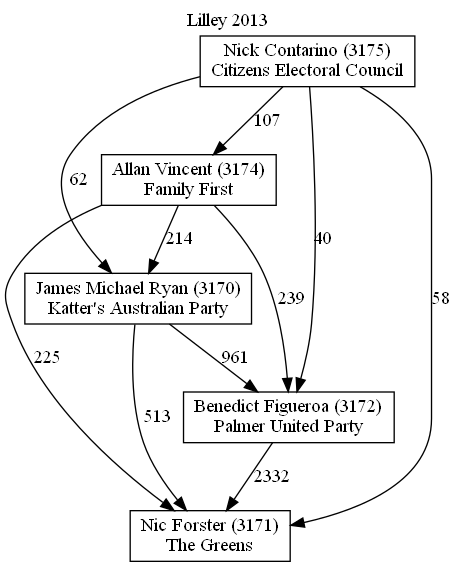 Lilley 2013
Nick Contarino (3175)
Citizens Electoral Council
107
Allan Vincent (3174)
Family First
62
214
40
58
James Michael Ryan (3170)
Katter's Australian Party
239
225
961
513
Benedict Figueroa (3172)
Palmer United Party
2332
Nic Forster (3171)
The Greens